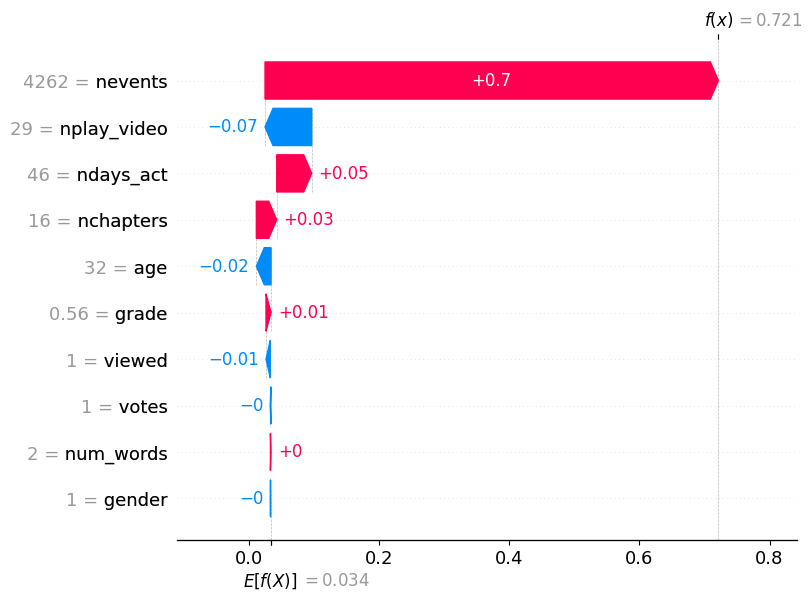 f(x) = 0.721
4262 = nevents
+0.7
29 = nplay_video
−0.07
46 = ndays_act
+0.05
16 = nchapters
+0.03
32 = age
−0.02
0.56 = grade
+0.01
1 = viewed
−0.01
1 = votes
−0
2 = num_words
+0
1 = gender
−0
0.0 0.2 0.4 0.6 0.8
E[f(X)] = 0.034